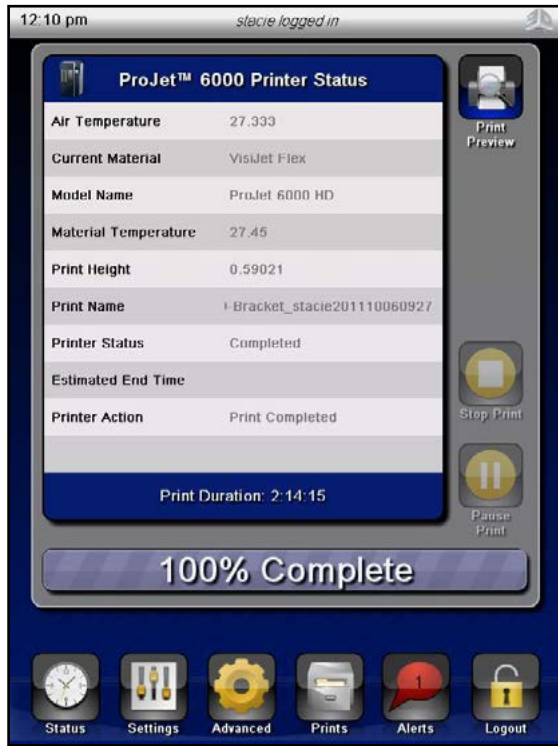 12:10 pm stacie logged in
ProJet™ 6000 Printer Status
Air Temperature 27.333
Current Material VisiJet Flex
Model Name ProJet 6000 HD
Material Temperature 27.45
Print Height 0.59021
Print Name -Bracket_stacie201110060927
Printer Status Completed
Estimated End Time
Printer Action Print Completed
Print Duration: 2:14:15
100% Complete
Print
Preview
Stop Print
Pause
Print
1
Status Settings Advanced Prints Alerts Logout